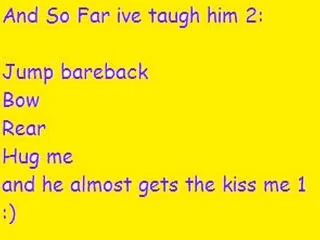 And So Far ive taugh him 2:
Jump bareback
Bow
Rear
Hug me
and he almost gets the kiss me 1
:)